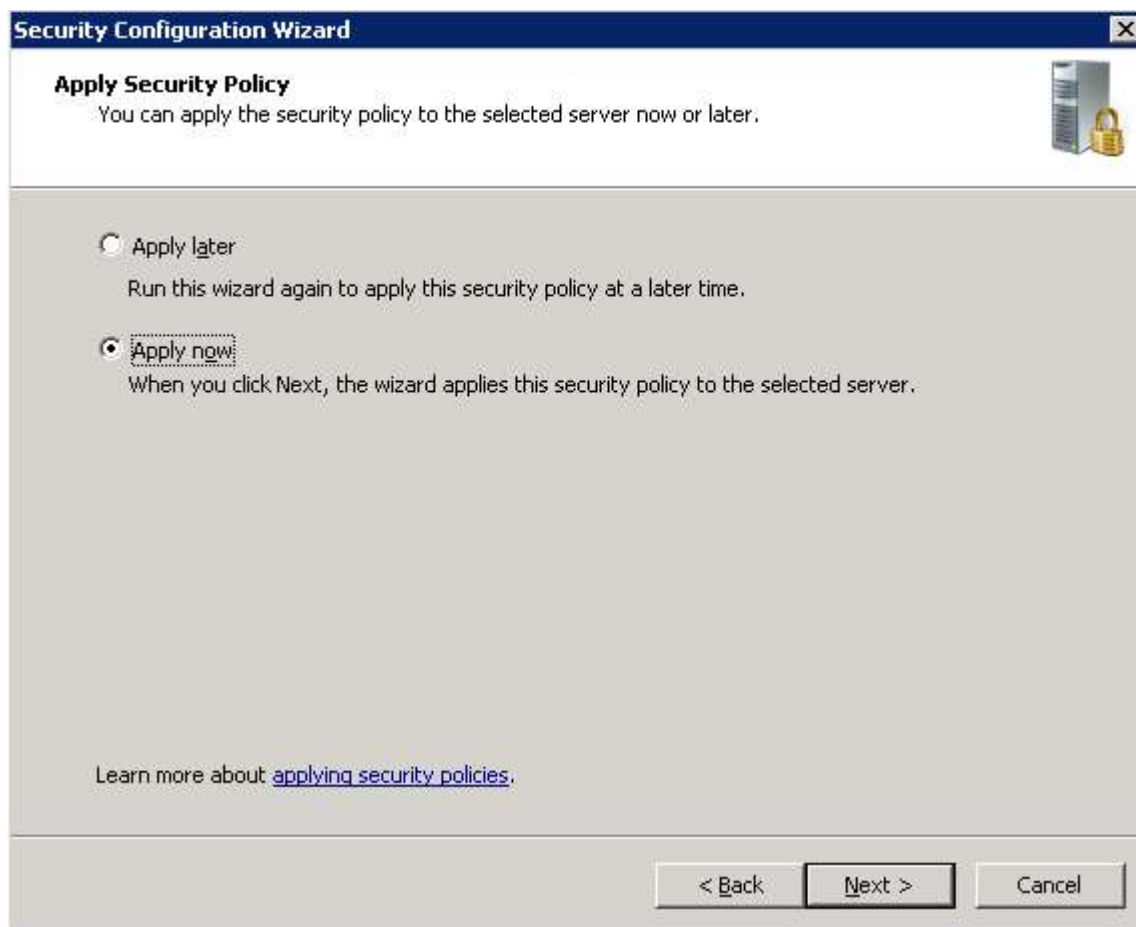 Security Configuration Wizard
Apply Security Policy
You can apply the security policy to the selected server now or later.
Apply later
Run this wizard again to apply this security policy at a later time.
Apply now
When you click Next, the wizard applies this security policy to the selected server.
Learn more about applying security policies.
< Back
Next >
Cancel